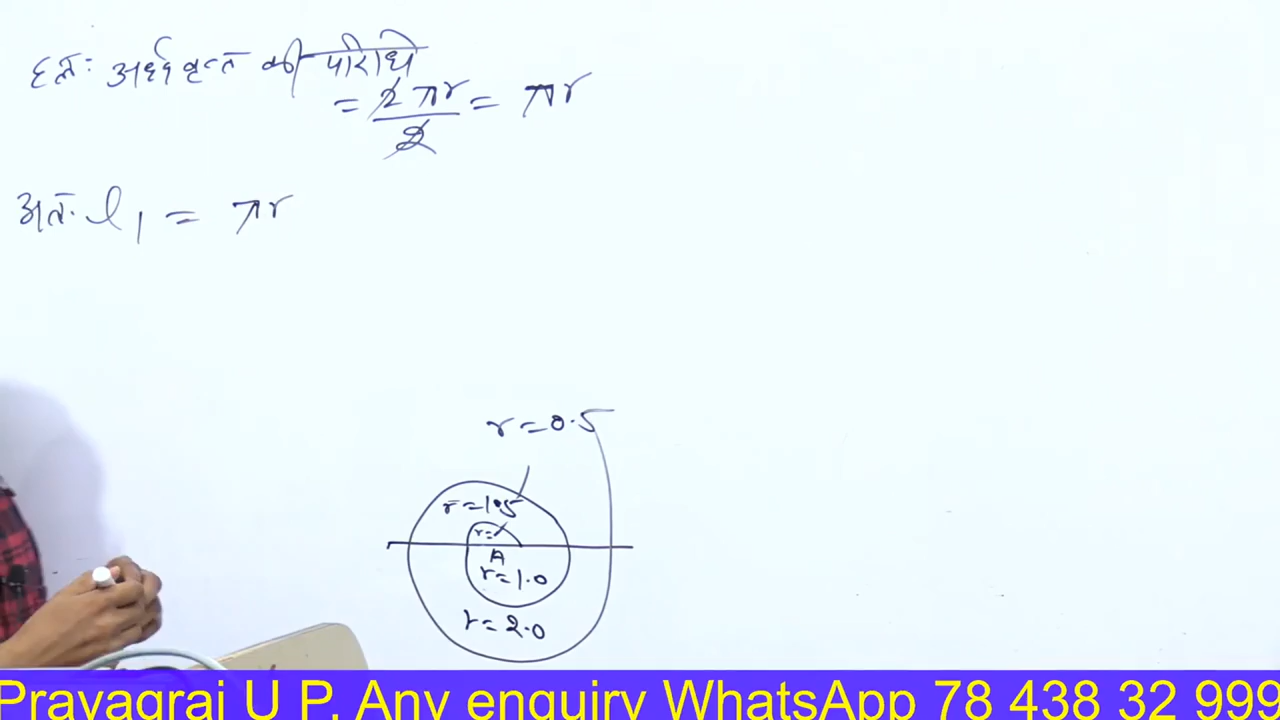 हल: अर्धवृत्त की परिधि
= 2πr/2 = πr
अतः l₁ = πr
r = 0.5
r = 1.5
r =
A
r = 1.0
r = 2.0
Prayagraj U P. Any enquiry WhatsApp 78 438 32 999